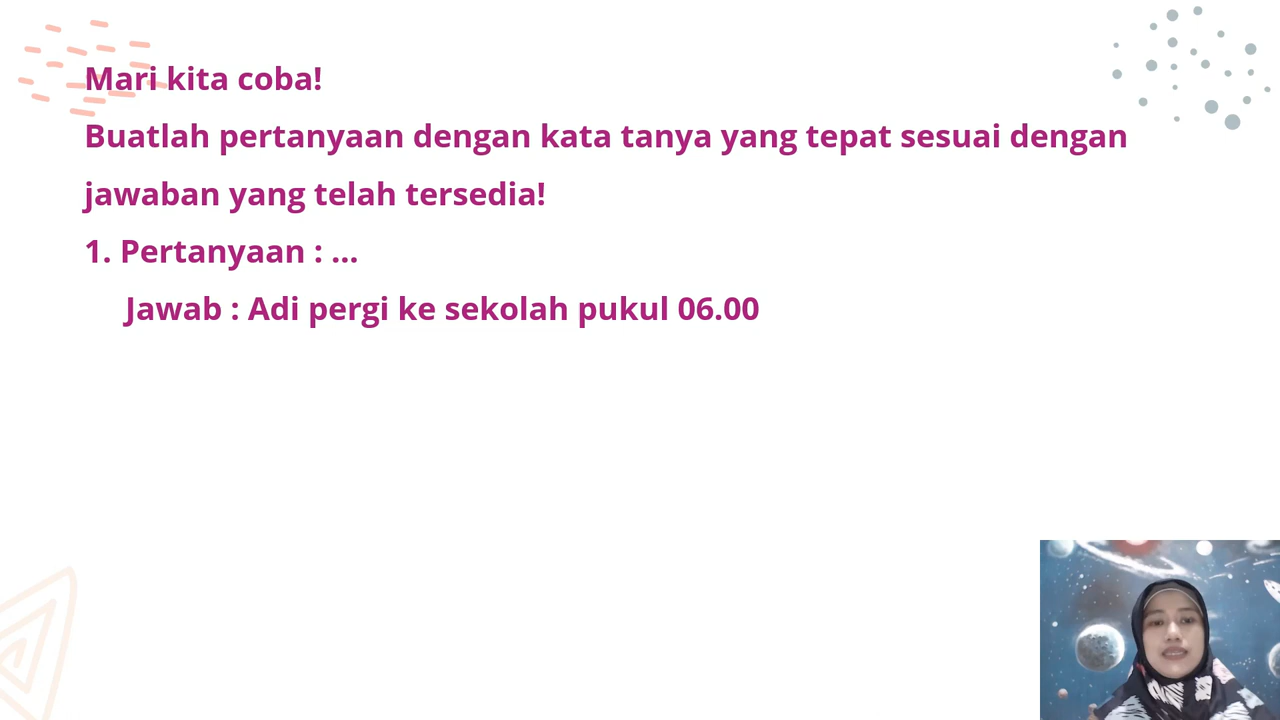 Mari kita coba!
Buatlah pertanyaan dengan kata tanya yang tepat sesuai dengan
jawaban yang telah tersedia!
1. Pertanyaan : ...
Jawab : Adi pergi ke sekolah pukul 06.00